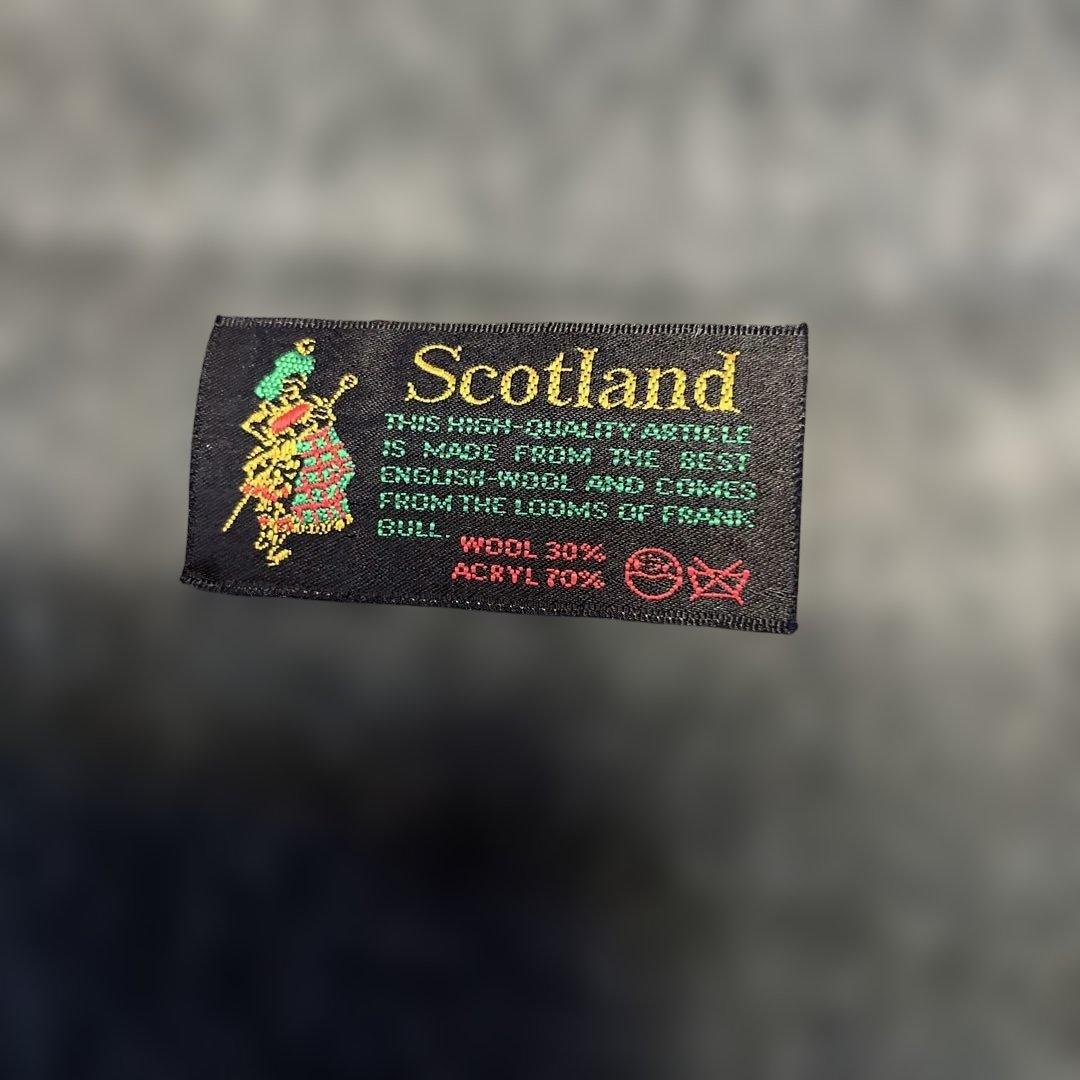 Scotland
THIS HIGH-QUALITY ARTICLE
IS MADE FROM THE BEST
ENGLISH-WOOL AND COMES
FROM THE LOOMS OF FRANK
BULL.
WOOL 30%
ACRYL 70%